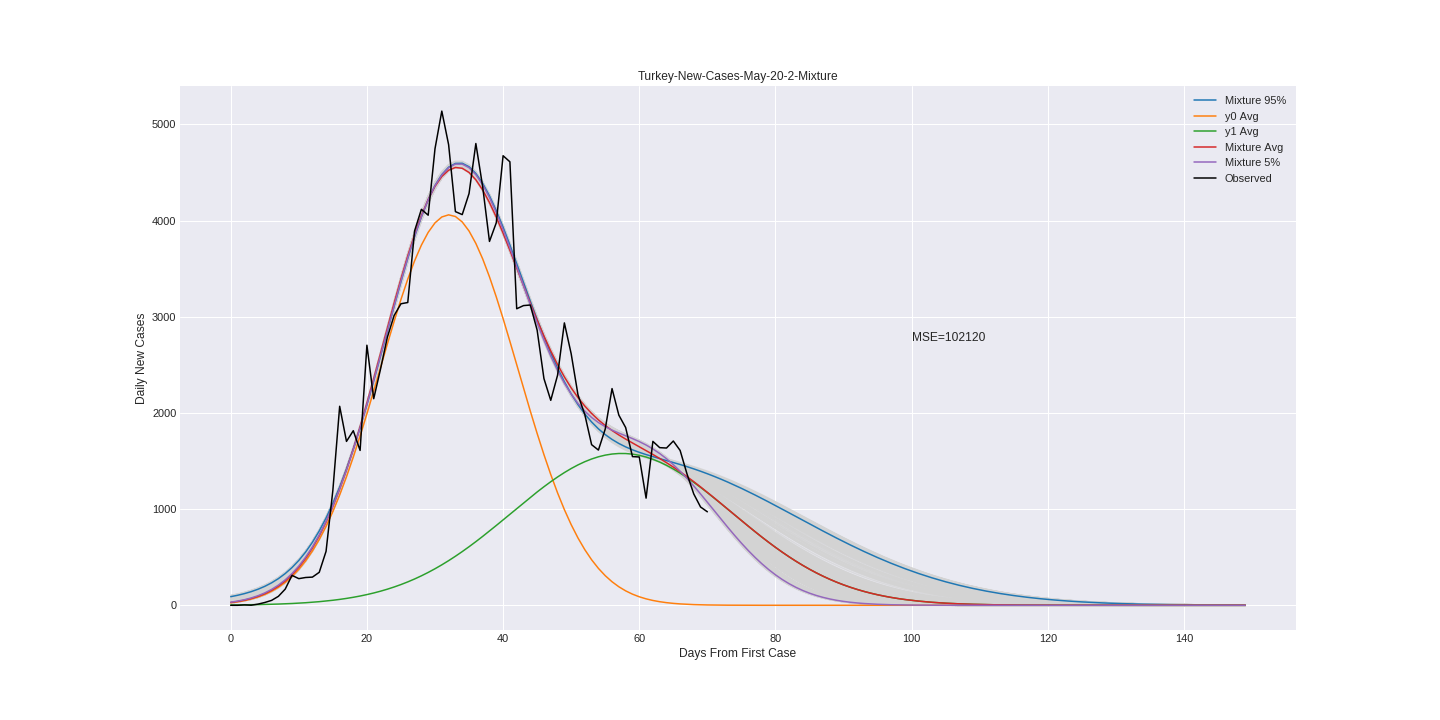 Turkey-New-Cases-May-20-2-Mixture
Mixture 95%
y0 Avg
y1 Avg
Mixture Avg
Mixture 5%
Observed
5000
4000
3000
2000
1000
0
Daily New Cases
MSE=102120
0 20 40 60 80 100 120 140
Days From First Case